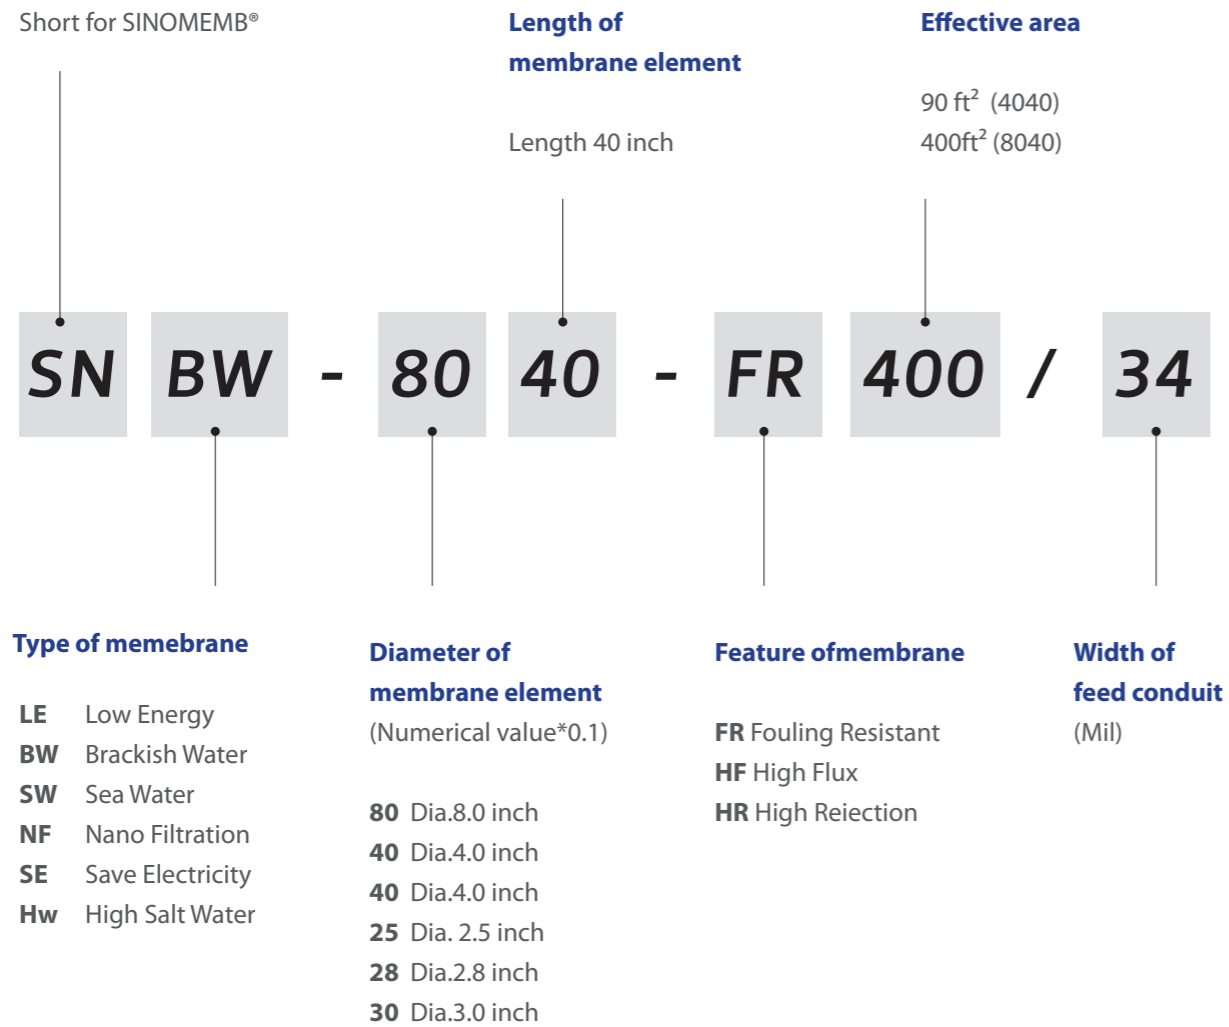 Short for SINOMEMB®
Length of
membrane element
Length 40 inch
Effective area
90 ft² (4040)
400ft² (8040)
SN BW - 80 40 - FR 400 / 34
Type of memebrane
LE Low Energy
BW Brackish Water
SW Sea Water
NF Nano Filtration
SE Save Electricity
Hw High Salt Water
Diameter of
membrane element
(Numerical value*0.1)
80 Dia.8.0 inch
40 Dia.4.0 inch
40 Dia.4.0 inch
25 Dia. 2.5 inch
28 Dia.2.8 inch
30 Dia.3.0 inch
Feature ofmembrane
FR Fouling Resistant
HF High Flux
HR High Reiection
Width of
feed conduit
(Mil)